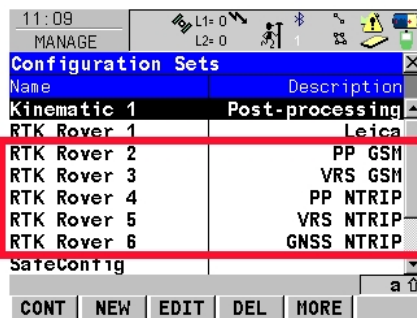 11:09
MANAGE
L1= 0
L2= 0
1
Configuration Sets
Name Description
Kinematic 1 Post-processing
RTK Rover 1 Leica
RTK Rover 2 PP GSM
RTK Rover 3 VRS GSM
RTK Rover 4 PP NTRIP
RTK Rover 5 VRS NTRIP
RTK Rover 6 GNSS NTRIP
SafeConfig
a
CONT NEW EDIT DEL MORE